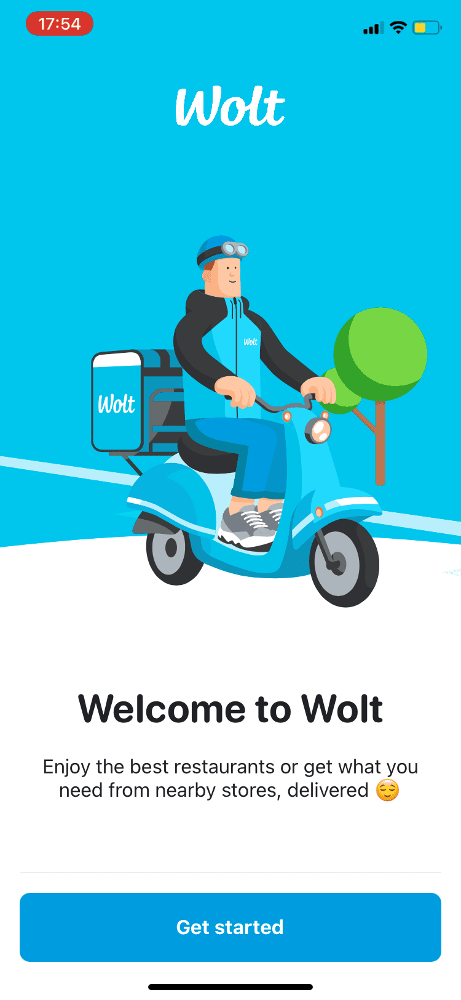 17:54
Wolt
Wolt
Wolt
Welcome to Wolt
Enjoy the best restaurants or get what you
need from nearby stores, delivered 😌
Get started